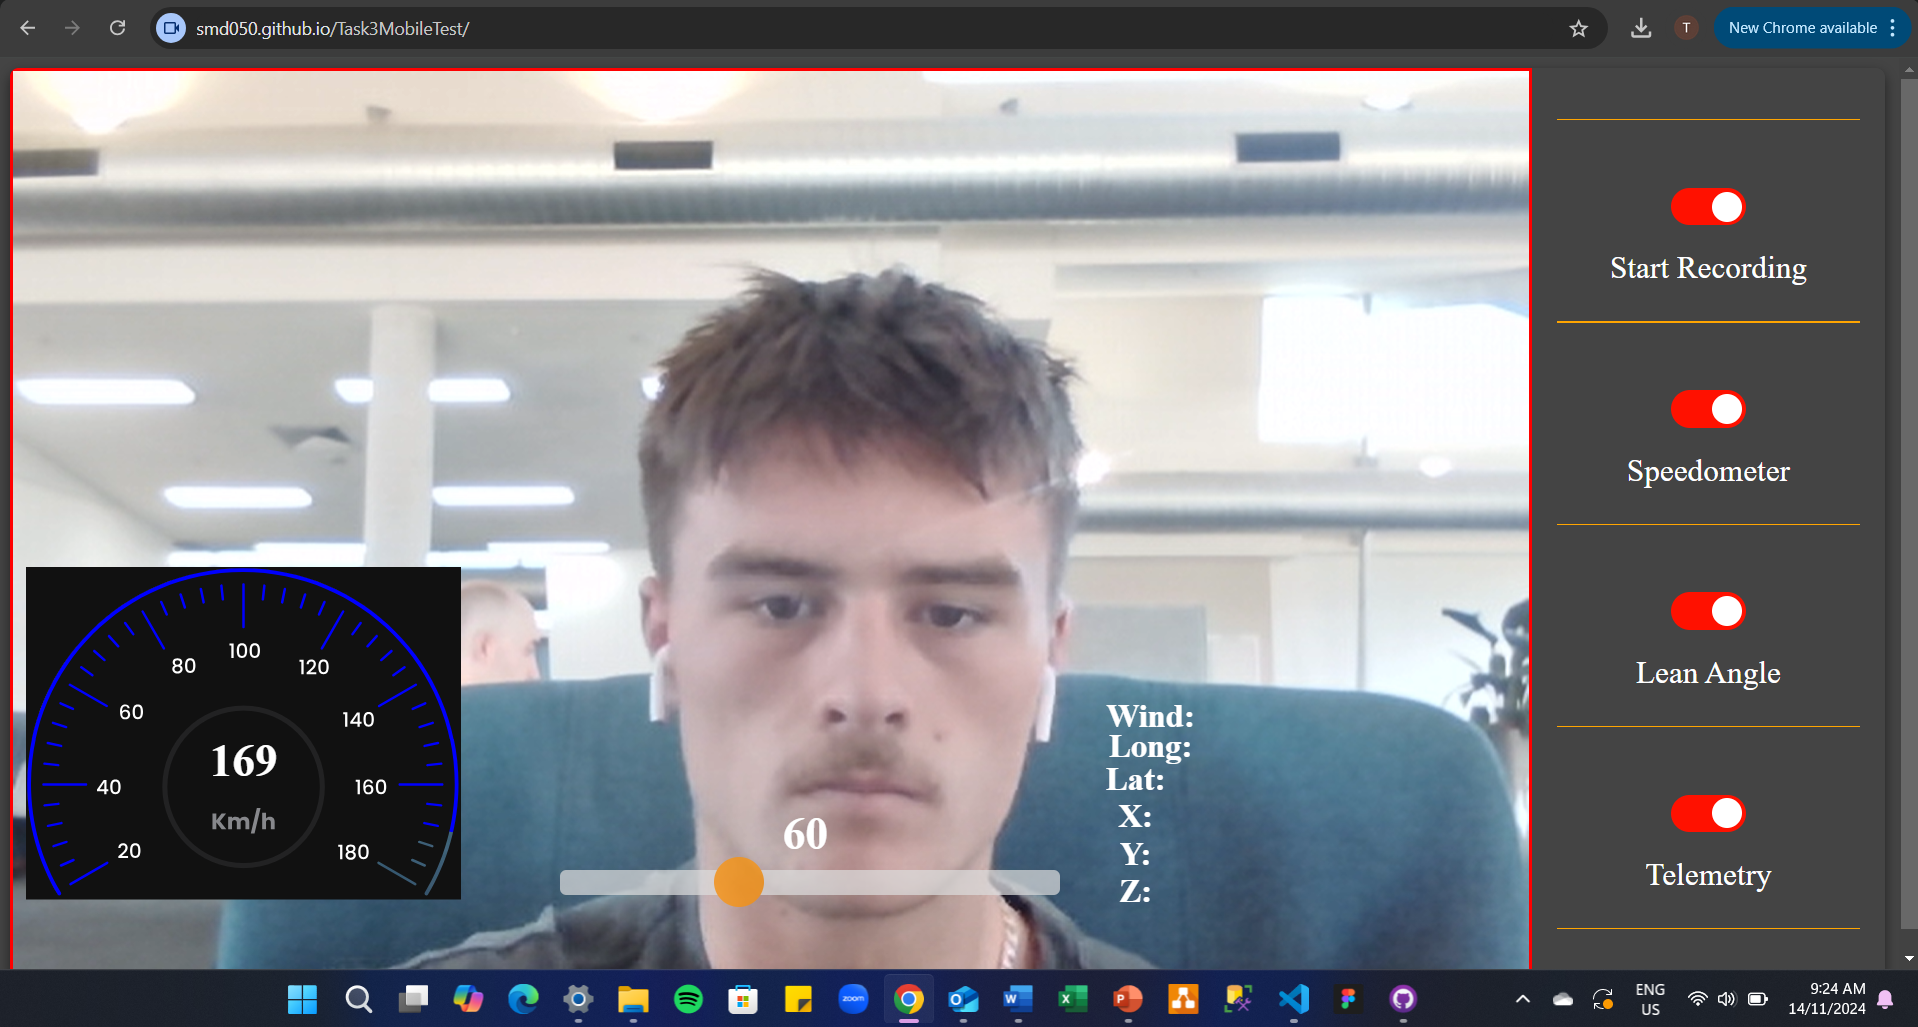 smd050.github.io/Task3MobileTest/
T
New Chrome available
Start Recording
Speedometer
Lean Angle
Telemetry
100
80
120
60
140
169
40
160
Km/h
20
180
60
Wind:
Long:
Lat:
X:
Y:
Z:
zoom
ENG
US
9:24 AM
14/11/2024